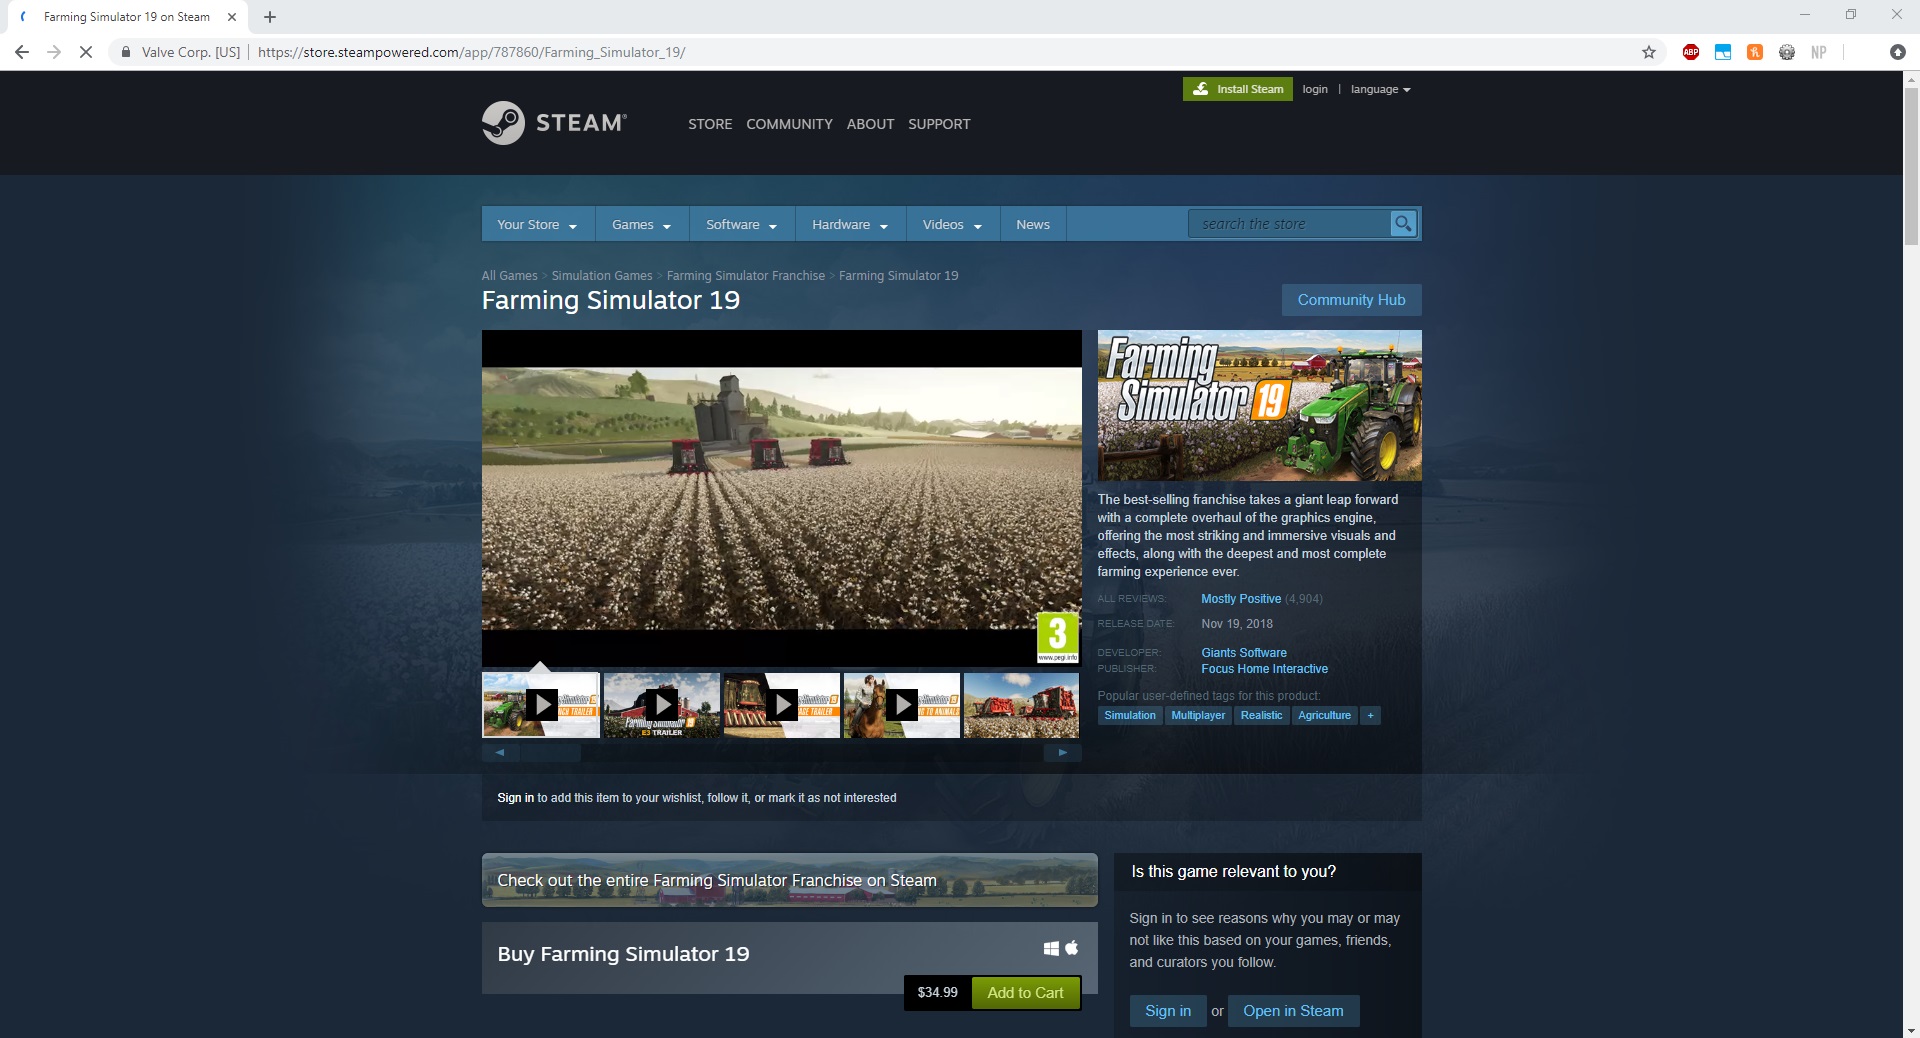 Farming Simulator 19 on Steam
Valve Corp. [US] | https://store.steampowered.com/app/787860/Farming_Simulator_19/
ABP
NP
Install Steam
login | language
STEAM®
STORE COMMUNITY ABOUT SUPPORT
Your Store Games Software Hardware Videos News
search the store
All Games > Simulation Games > Farming Simulator Franchise > Farming Simulator 19
Farming Simulator 19
Community Hub
3
www.pegi.info
E3 TRAILER
Farming
Simulator 19
The best-selling franchise takes a giant leap forward
with a complete overhaul of the graphics engine,
offering the most striking and immersive visuals and
effects, along with the deepest and most complete
farming experience ever.
ALL REVIEWS: Mostly Positive (4,904)
RELEASE DATE: Nov 19, 2018
DEVELOPER: Giants Software
PUBLISHER: Focus Home Interactive
Popular user-defined tags for this product:
Simulation Multiplayer Realistic Agriculture +
Sign in to add this item to your wishlist, follow it, or mark it as not interested
Check out the entire Farming Simulator Franchise on Steam
Buy Farming Simulator 19
$34.99 Add to Cart
Is this game relevant to you?
Sign in to see reasons why you may or may
not like this based on your games, friends,
and curators you follow.
Sign in or Open in Steam